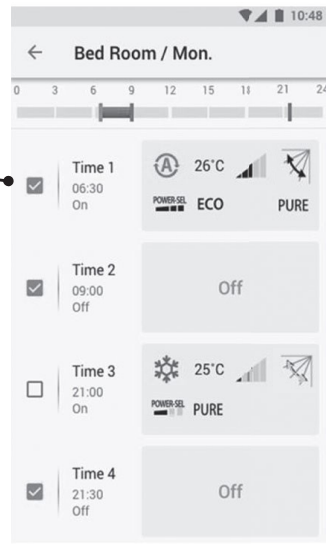 10:48
← Bed Room / Mon.
0 3 6 9 12 15 18 21 24
Time 1
06:30
On
A 26°C
POWER-SEL ECO PURE
Time 2
09:00
Off
Off
Time 3
21:00
On
25°C
POWER-SEL PURE
Time 4
21:30
Off
Off